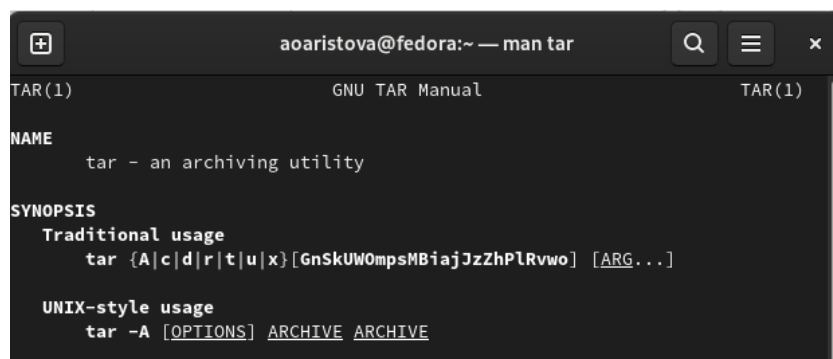 aoaristova@fedora:~ — man tar
TAR(1) GNU TAR Manual TAR(1)
NAME
tar - an archiving utility
SYNOPSIS
Traditional usage
tar {A|c|d|r|t|u|x}[GnSkUWOmpsMBiajJzZhPlRvwo] [ARG...]
UNIX-style usage
tar -A [OPTIONS] ARCHIVE ARCHIVE